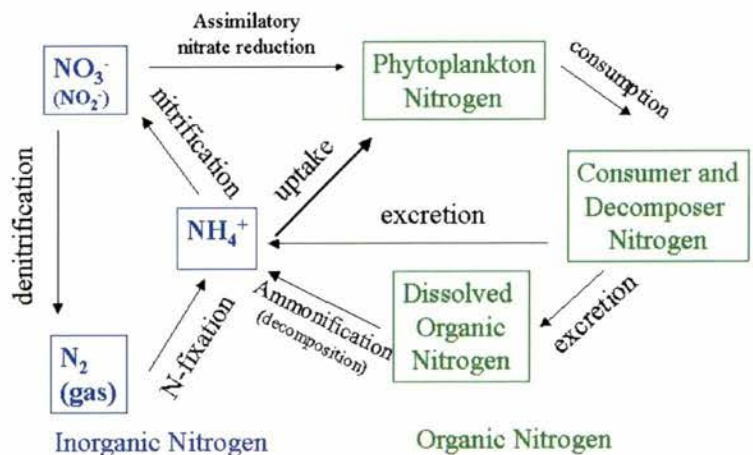 Assimilatory
nitrate reduction
NO₃⁻
(NO₂⁻)
Phytoplankton
Nitrogen
consumption
nitrification
uptake
denitrification
NH₄⁺
excretion
Consumer and
Decomposer
Nitrogen
Ammonification
(decomposition)
Dissolved
Organic
Nitrogen
excretion
N-fixation
N₂
(gas)
Inorganic Nitrogen
Organic Nitrogen